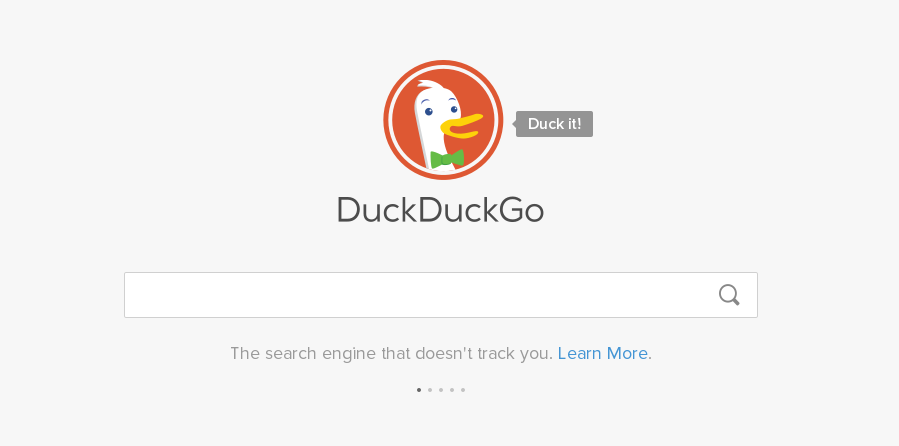 Duck it!
DuckDuckGo
The search engine that doesn't track you. Learn More.